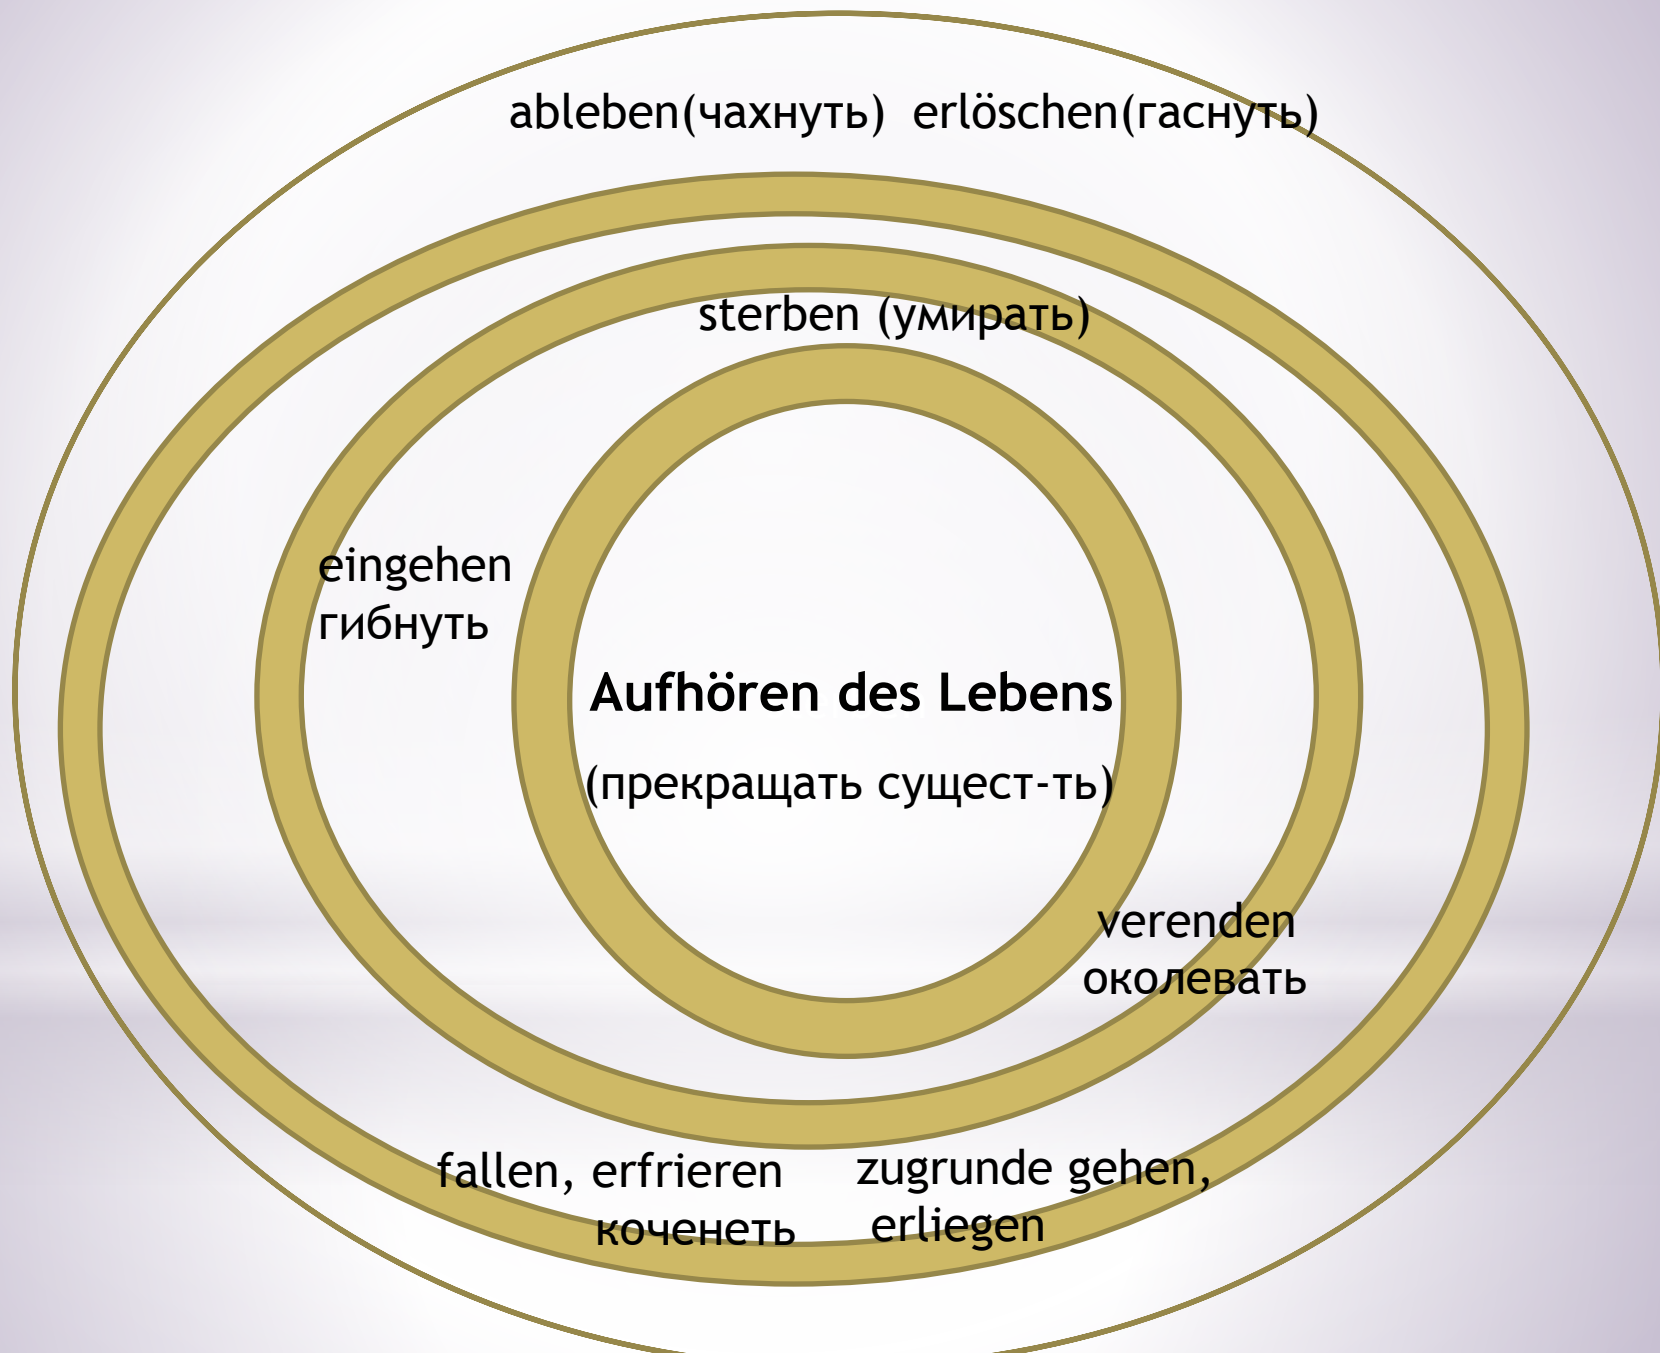 ableben(чахнуть) erlöschen(гаснуть)
sterben (умирать)
eingehen
гибнуть
Aufhören des Lebens
(прекращать сущест-ть)
verenden
околевать
fallen, erfrieren
коченеть
zugrunde gehen,
erliegen